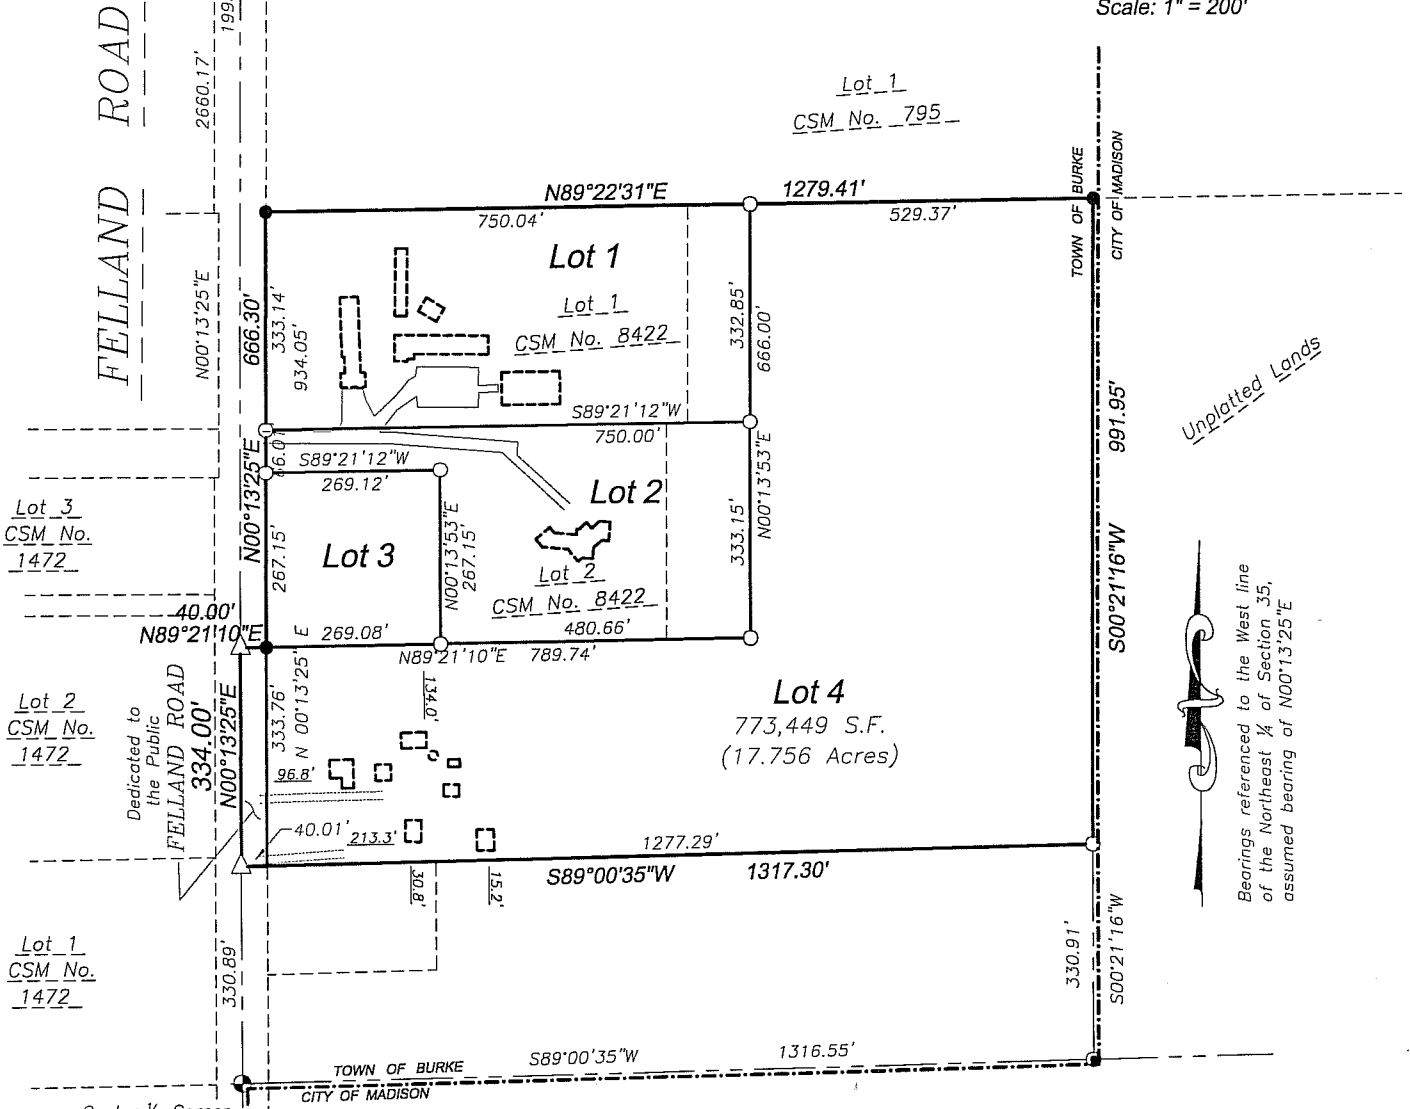 Scale: 1" = 200'
FELLAND ROAD
2660.17'
199
Lot 1
CSM No. 795
TOWN OF BURKE
CITY OF MADISON
N89°22'31"E 1279.41'
750.04'
529.37'
Lot 1
Lot 1
CSM No. 8422
N00°13'25"E
666.30'
333.14'
934.05'
332.85'
666.00'
S89°21'12"W
750.00'
991.95'
Unplatted Lands
N00°13'25"E
S89°21'12"W
269.12'
Lot 2
Lot 2
CSM No. 8422
N00°13'53"E
333.15'
Lot 3
CSM No.
1472
Lot 3
267.15'
N00°13'53"E
267.15'
S00°21'16"W
40.00'
N89°21'10"E
269.08'
480.66'
N89°21'10"E 789.74'
Bearings referenced to the West line
of the Northeast ¼ of Section 35,
assumed bearing of N00°13'25"E
Lot 2
CSM No.
1472
Dedicated to
the Public
FELLAND ROAD
334.00'
N00°13'25"E
333.76'
N 00°13'25" E
134.0'
Lot 4
773,449 S.F.
(17.756 Acres)
96.8'
40.01'
213.3'
1277.29'
S89°00'35"W 1317.30'
30.8'
15.2'
Lot 1
CSM No.
1472
330.89'
330.91'
S00°21'16"W
S89°00'35"W 1316.55'
TOWN OF BURKE
CITY OF MADISON